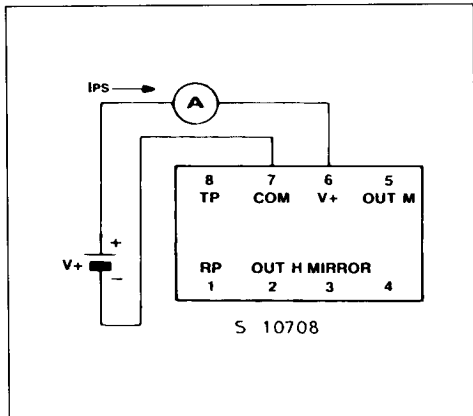 IPS
A
8 7 6 5
TP COM V+ OUT M
V+
+
−
RP OUT H MIRROR
1 2 3 4
S 10708